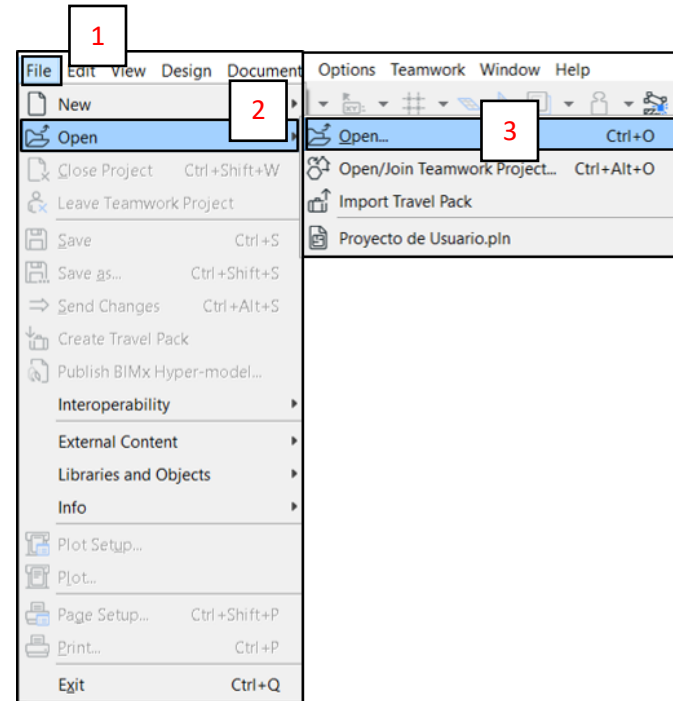 1
File Edit View Design Document Options Teamwork Window Help
New
2
Open
3
Open... Ctrl+O
Close Project Ctrl+Shift+W
Open/Join Teamwork Project... Ctrl+Alt+O
Leave Teamwork Project
Import Travel Pack
Save Ctrl+S
Proyecto de Usuario.pln
Save as... Ctrl+Shift+S
Send Changes Ctrl+Alt+S
Create Travel Pack
Publish BIMx Hyper-model...
Interoperability
External Content
Libraries and Objects
Info
Plot Setup...
Plot...
Page Setup... Ctrl+Shift+P
Print... Ctrl+P
Exit Ctrl+Q